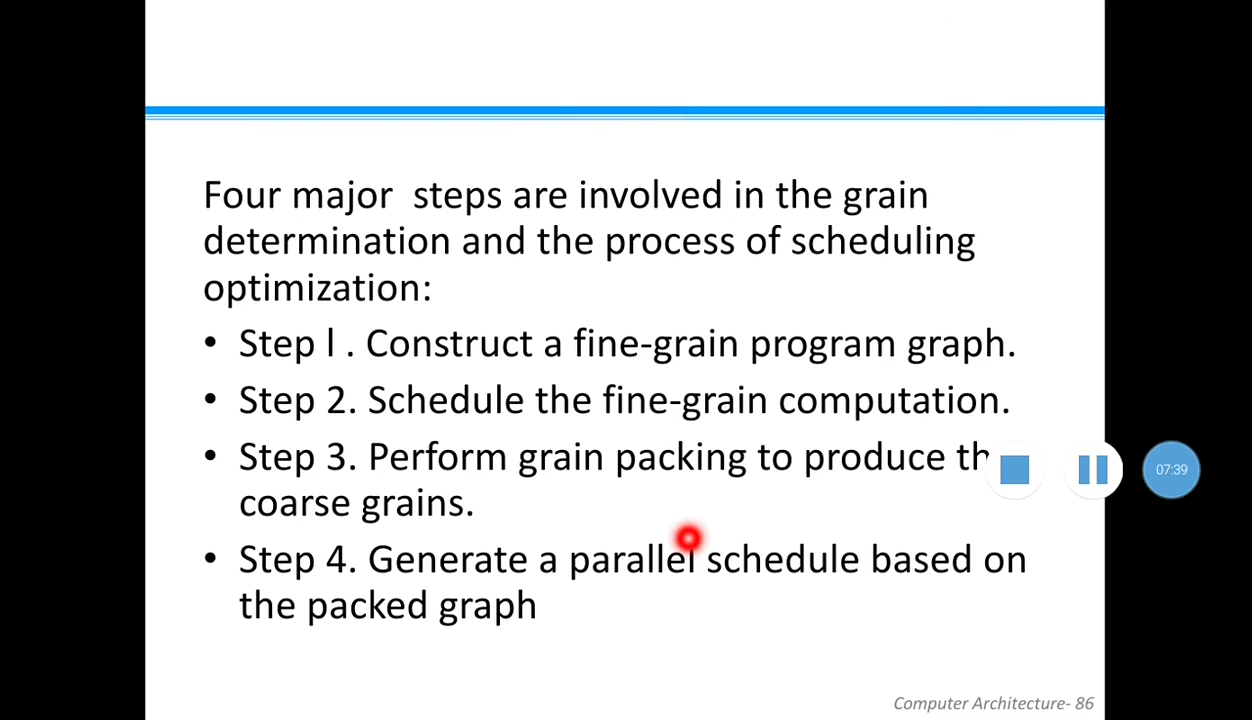 Four major  steps are involved in the grain
determination and the process of scheduling
optimization:
• Step l . Construct a fine-grain program graph.
• Step 2. Schedule the fine-grain computation.
• Step 3. Perform grain packing to produce
coarse grains.
• Step 4. Generate a parallel schedule based on
the packed graph
07:39
Computer Architecture- 86